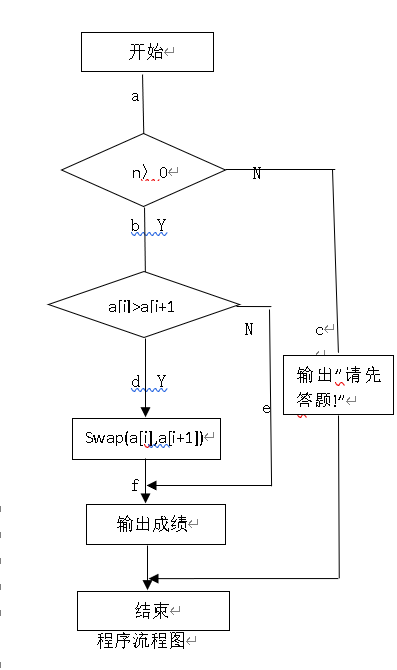 开始
a
n〉 0
N
b Y
a[i]>a[i+1
N
c
d Y
输出”请先
答题!”
e
Swap(a[i],a[i+1])
f
输出成绩
结束
程序流程图